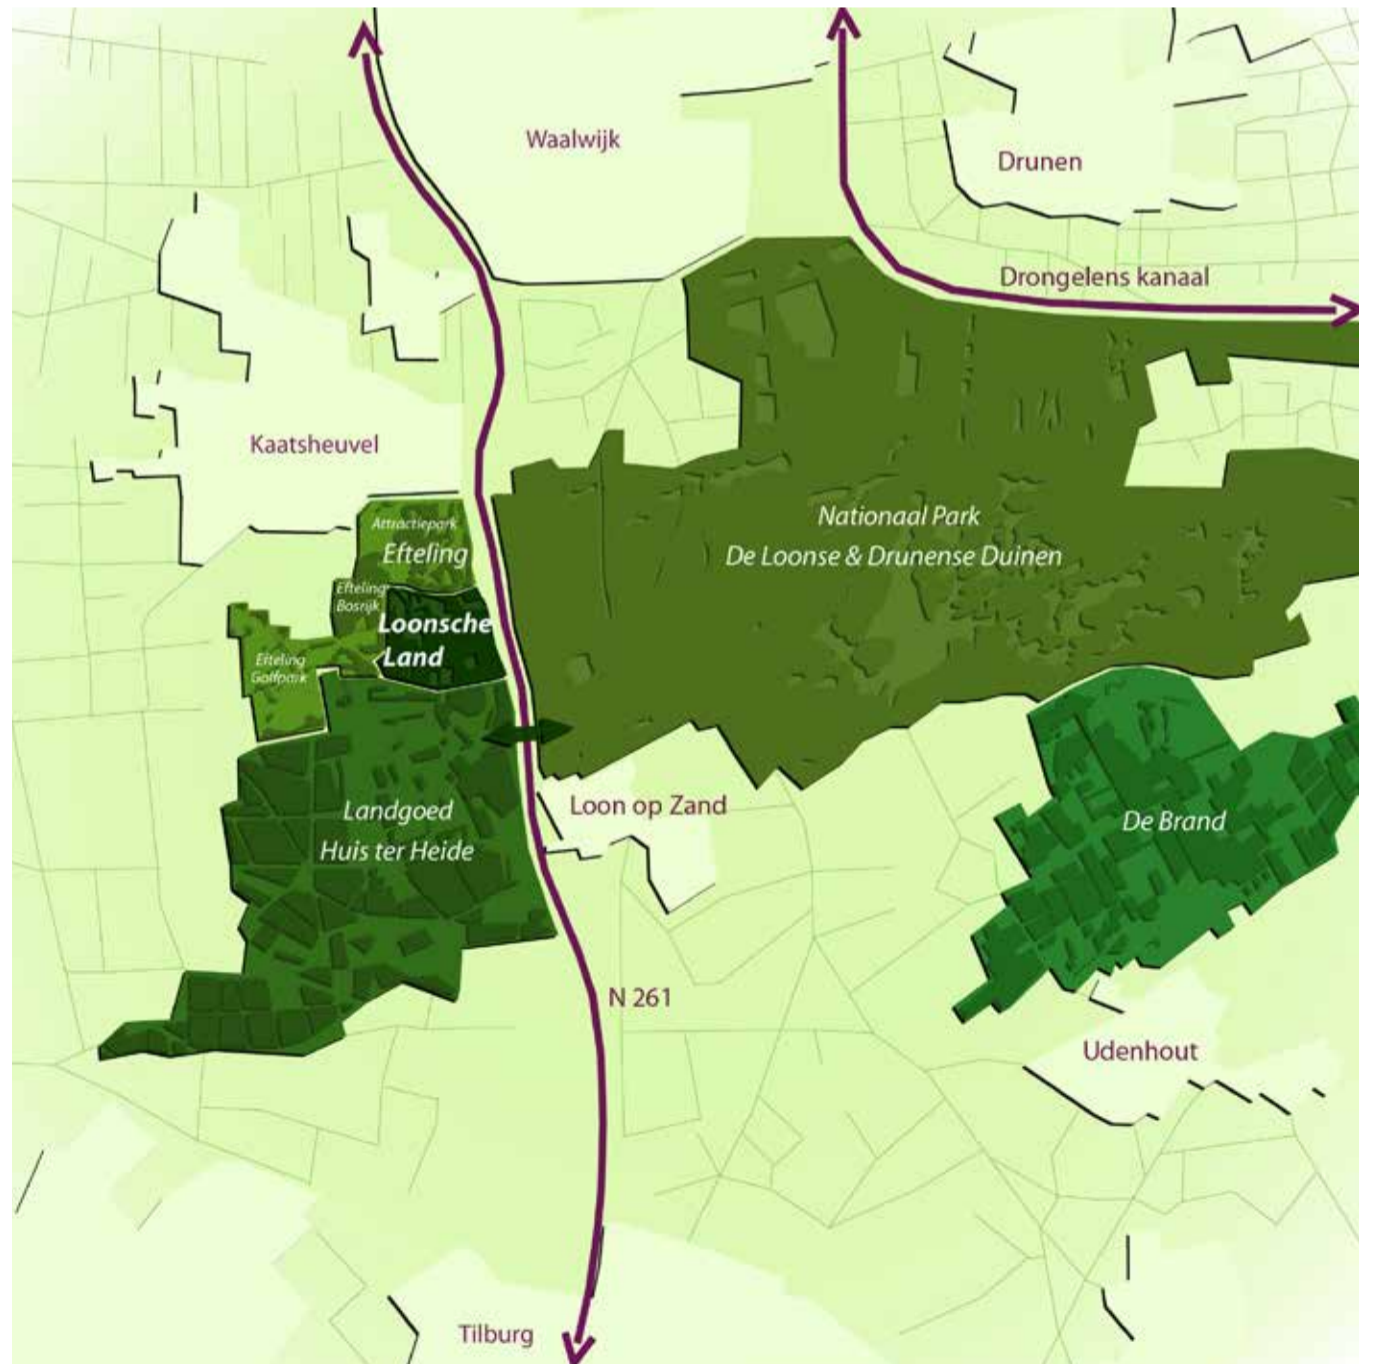 Waalwijk
Drunen
Drongelens kanaal
Kaatsheuvel
Attractiepark
Efteling
Nationaal Park
De Loonse & Drunense Duinen
Efteling
Bosrijk
Loonsche
Land
Efteling
Golfpark
Landgoed
Huis ter Heide
Loon op Zand
De Brand
N 261
Udenhout
Tilburg